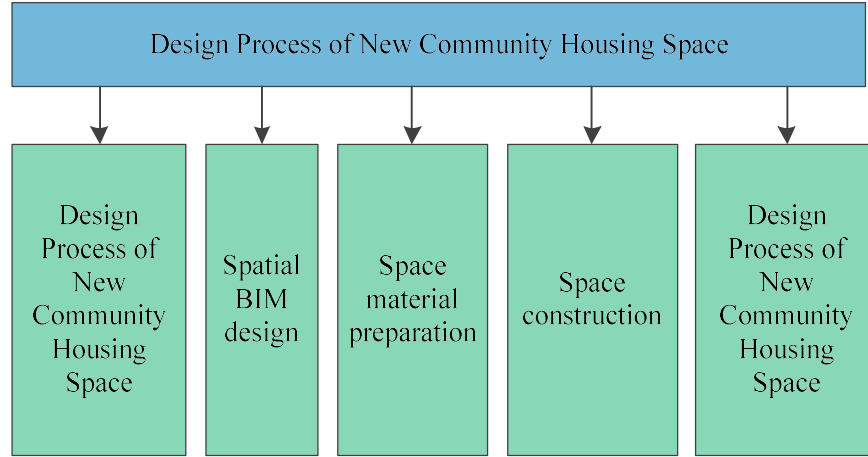 Design Process of New Community Housing Space
Design
Process of
New
Community
Housing
Space
Spatial
BIM
design
Space
material
preparation
Space
construction
Design
Process of
New
Community
Housing
Space